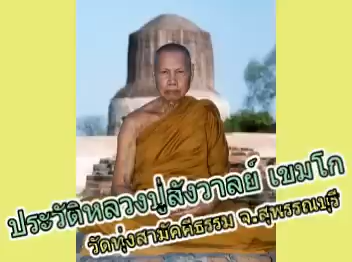 ประวัติหลวงปู่สังวาลย์ เขมโก
วัดทุ่งสามัคคีธรรม จ.สุพรรณบุรี